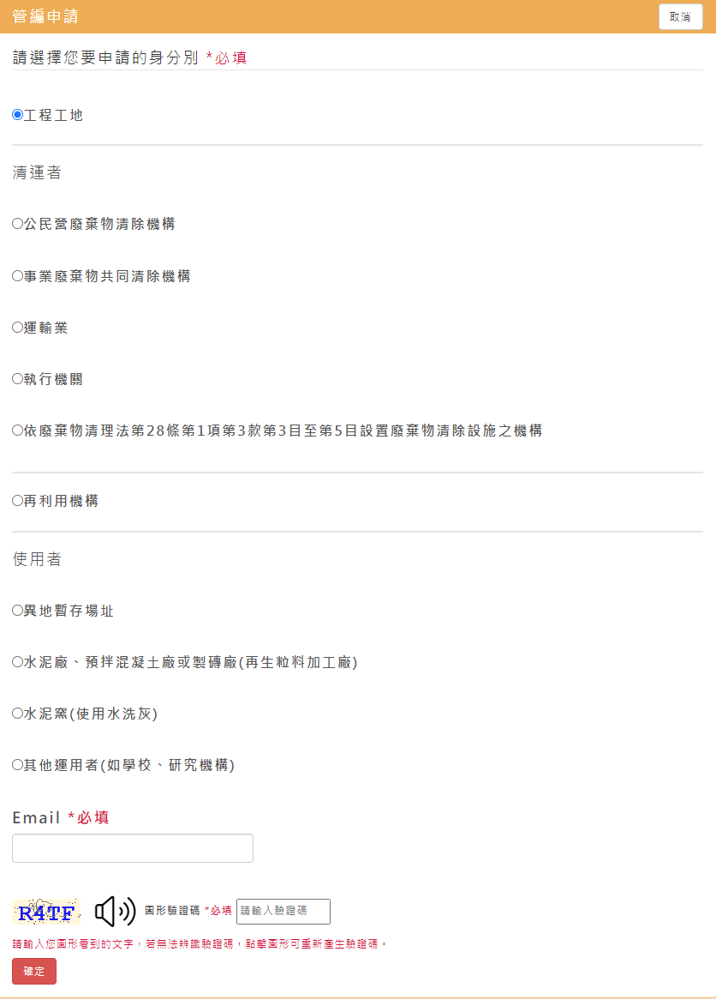 管編申請
取消
請選擇您要申請的身分別 *必填
工程工地
清運者
公民營廢棄物清除機構
事業廢棄物共同清除機構
運輸業
執行機關
依廢棄物清理法第28條第1項第3款第3目至第5目設置廢棄物清除設施之機構
再利用機構
使用者
異地暫存場址
水泥廠、預拌混凝土廠或製磚廠(再生粒料加工廠)
水泥窯(使用水洗灰)
其他運用者(如學校、研究機構)
Email *必填
R4TF 圖形驗證碼 *必填 請輸入驗證碼
請輸入您圖形看到的文字，若無法辨識驗證碼，點擊圖形可重新產生驗證碼。
確定